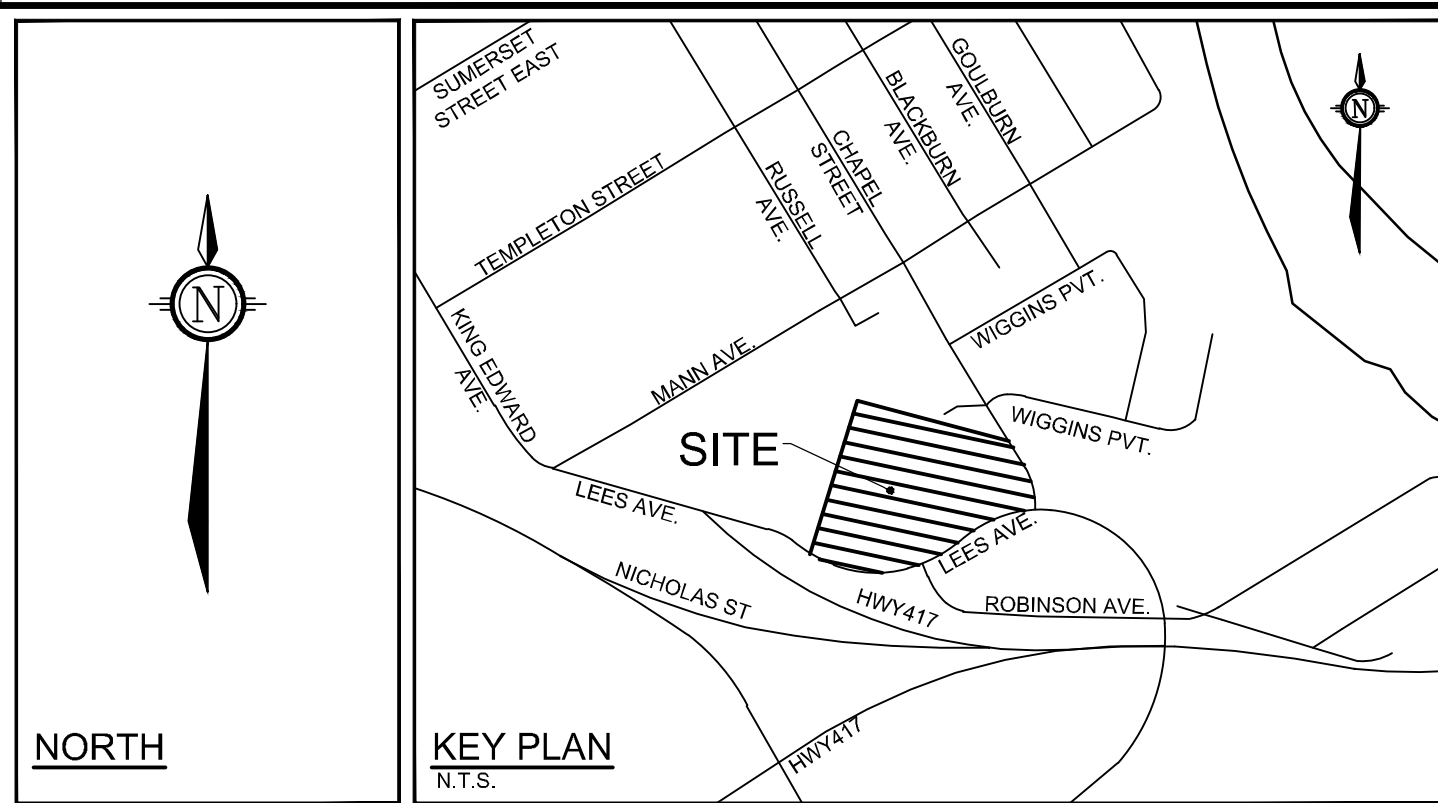 N
NORTH
SUMERSET
STREET EAST
GOULBURN
AVE.
BLACKBURN
AVE.
N
CHAPEL
STREET
RUSSELL
AVE.
TEMPLETON STREET
WIGGINS PVT.
KING EDWARD
AVE.
MANN AVE.
WIGGINS PVT.
SITE
LEES AVE.
LEES AVE.
NICHOLAS ST
HWY417
ROBINSON AVE.
HWY417
KEY PLAN
N.T.S.